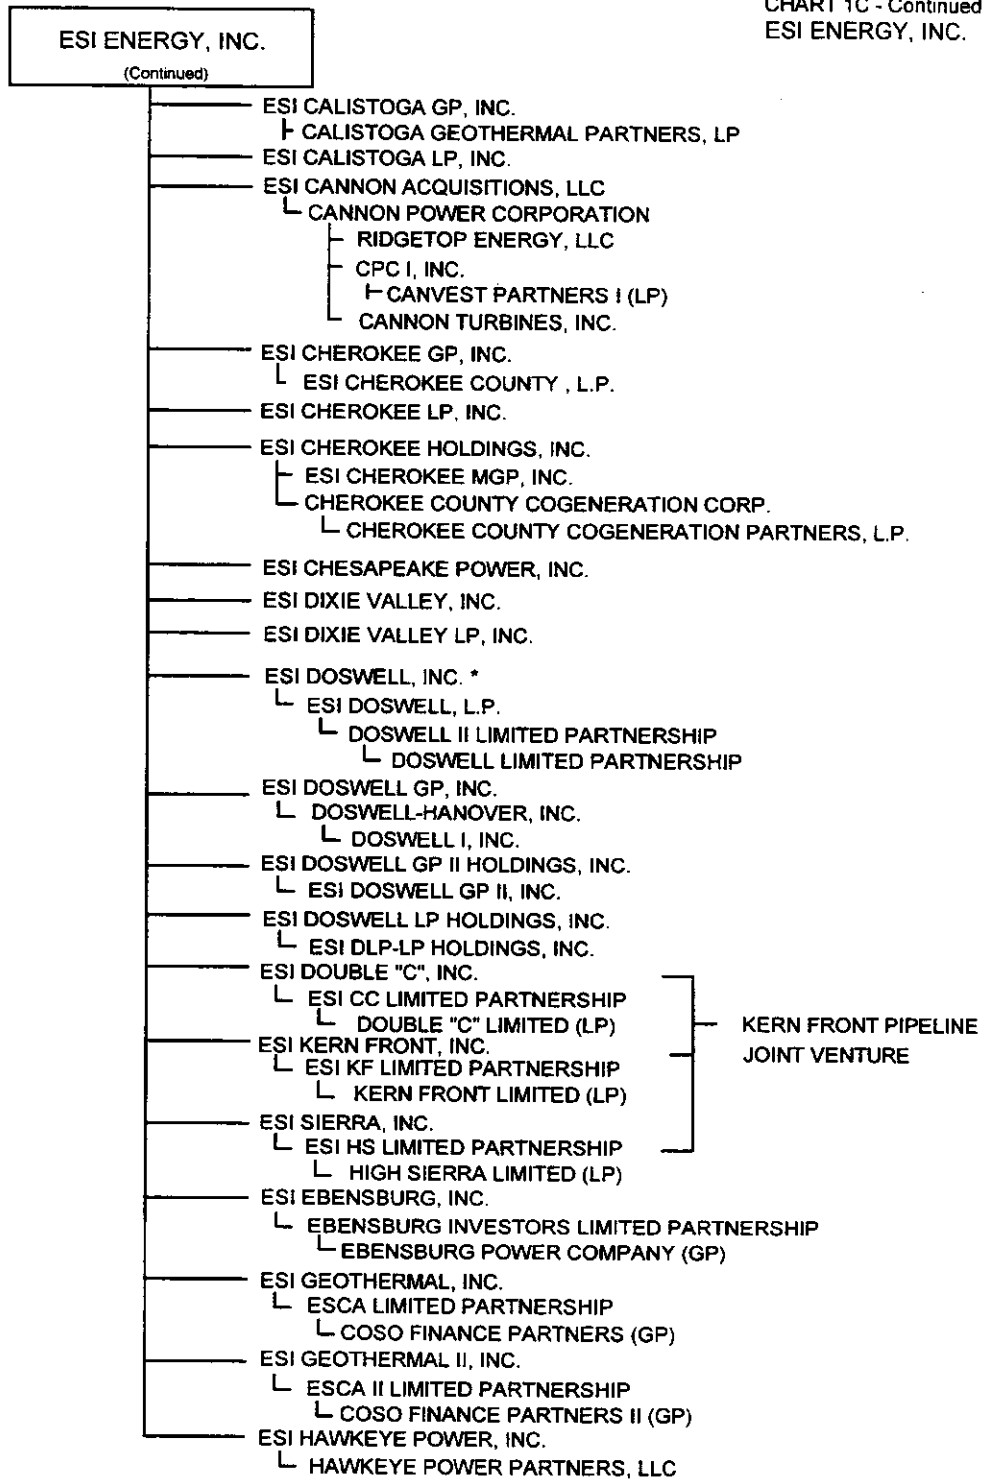 CHART 1C - Continued
ESI ENERGY, INC.
ESI ENERGY, INC.
(Continued)
ESI CALISTOGA GP, INC.
CALISTOGA GEOTHERMAL PARTNERS, LP
ESI CALISTOGA LP, INC.
ESI CANNON ACQUISITIONS, LLC
CANNON POWER CORPORATION
RIDGETOP ENERGY, LLC
CPC I, INC.
CANVEST PARTNERS I (LP)
CANNON TURBINES, INC.
ESI CHEROKEE GP, INC.
ESI CHEROKEE COUNTY , L.P.
ESI CHEROKEE LP, INC.
ESI CHEROKEE HOLDINGS, INC.
ESI CHEROKEE MGP, INC.
CHEROKEE COUNTY COGENERATION CORP.
CHEROKEE COUNTY COGENERATION PARTNERS, L.P.
ESI CHESAPEAKE POWER, INC.
ESI DIXIE VALLEY, INC.
ESI DIXIE VALLEY LP, INC.
ESI DOSWELL, INC. *
ESI DOSWELL, L.P.
DOSWELL II LIMITED PARTNERSHIP
DOSWELL LIMITED PARTNERSHIP
ESI DOSWELL GP, INC.
DOSWELL-HANOVER, INC.
DOSWELL I, INC.
ESI DOSWELL GP II HOLDINGS, INC.
ESI DOSWELL GP II, INC.
ESI DOSWELL LP HOLDINGS, INC.
ESI DLP-LP HOLDINGS, INC.
ESI DOUBLE "C", INC.
ESI CC LIMITED PARTNERSHIP
DOUBLE "C" LIMITED (LP)
KERN FRONT PIPELINE
JOINT VENTURE
ESI KERN FRONT, INC.
ESI KF LIMITED PARTNERSHIP
KERN FRONT LIMITED (LP)
ESI SIERRA, INC.
ESI HS LIMITED PARTNERSHIP
HIGH SIERRA LIMITED (LP)
ESI EBENSBURG, INC.
EBENSBURG INVESTORS LIMITED PARTNERSHIP
EBENSBURG POWER COMPANY (GP)
ESI GEOTHERMAL, INC.
ESCA LIMITED PARTNERSHIP
COSO FINANCE PARTNERS (GP)
ESI GEOTHERMAL II, INC.
ESCA II LIMITED PARTNERSHIP
COSO FINANCE PARTNERS II (GP)
ESI HAWKEYE POWER, INC.
HAWKEYE POWER PARTNERS, LLC